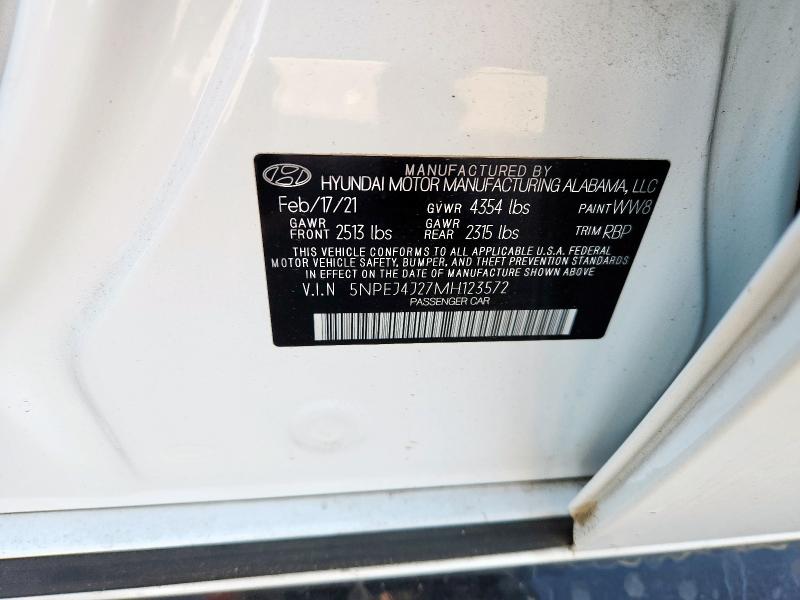 MANUFACTURED BY
HYUNDAI MOTOR MANUFACTURING ALABAMA, LLC
Feb/17/21 GVWR 4354 lbs PAINT WW8
GAWR FRONT 2513 lbs GAWR REAR 2315 lbs TRIM RBP
THIS VEHICLE CONFORMS TO ALL APPLICABLE U.S.A. FEDERAL
MOTOR VEHICLE SAFETY, BUMPER, AND THEFT PREVENTION STANDARDS
IN EFFECT ON THE DATE OF MANUFACTURE SHOWN ABOVE
V.I.N 5NPEJ4J27MH123572
PASSENGER CAR